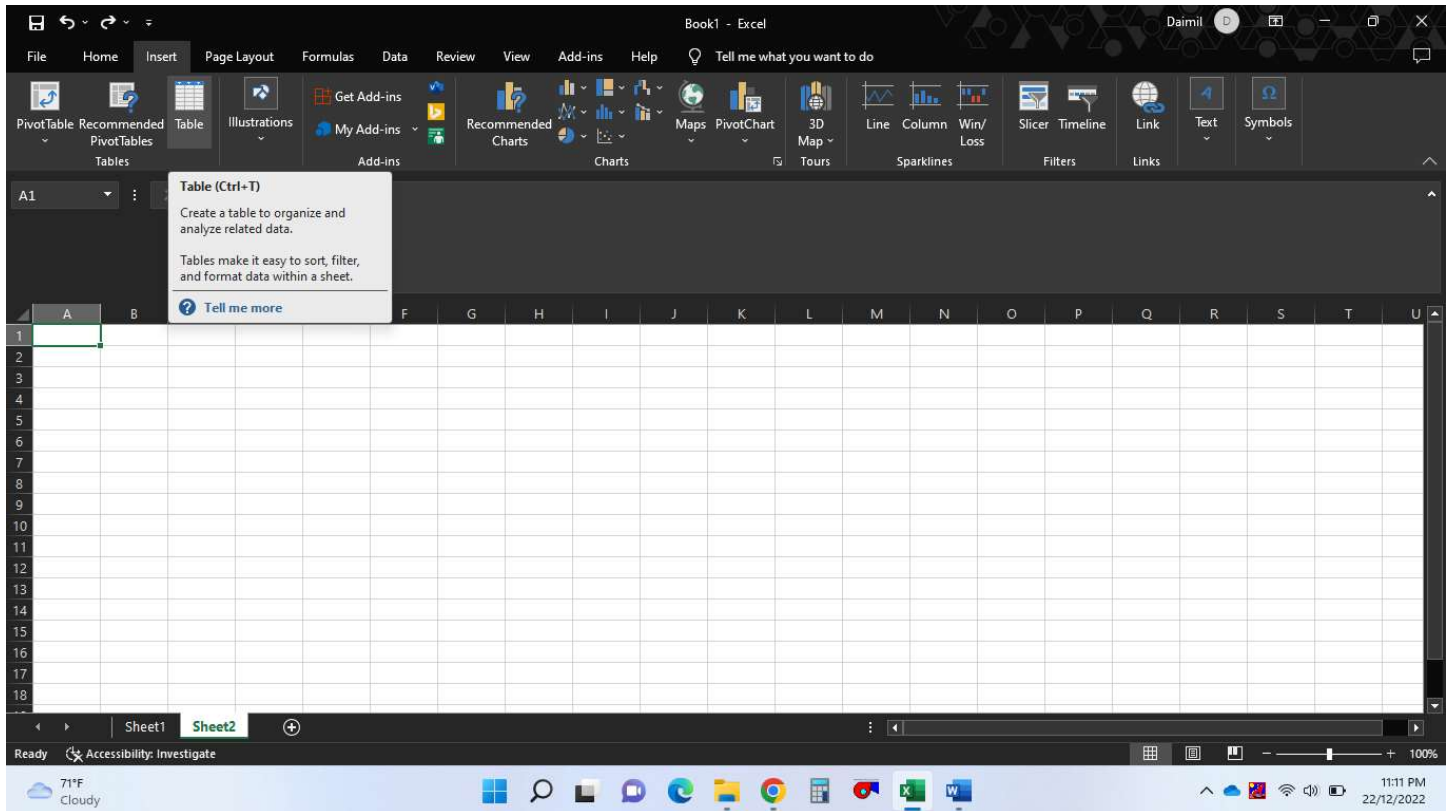 Book1 - Excel
Daimil
D
File Home Insert Page Layout Formulas Data Review View Add-ins Help Tell me what you want to do
PivotTable
Recommended
PivotTables
Table
Tables
Illustrations
Get Add-ins
My Add-ins
Add-ins
Recommended
Charts
Maps
PivotChart
Charts
3D
Map
Tours
Line
Column
Win/
Loss
Sparklines
Slicer
Timeline
Filters
Link
Links
Text
Symbols
A1
Table (Ctrl+T)
Create a table to organize and
analyze related data.
Tables make it easy to sort, filter,
and format data within a sheet.
Tell me more
A B F G H I J K L M N O P Q R S T U
1
2
3
4
5
6
7
8
9
10
11
12
13
14
15
16
17
18
Sheet1 Sheet2
Ready Accessibility: Investigate
100%
71°F
Cloudy
11:11 PM
22/12/2022